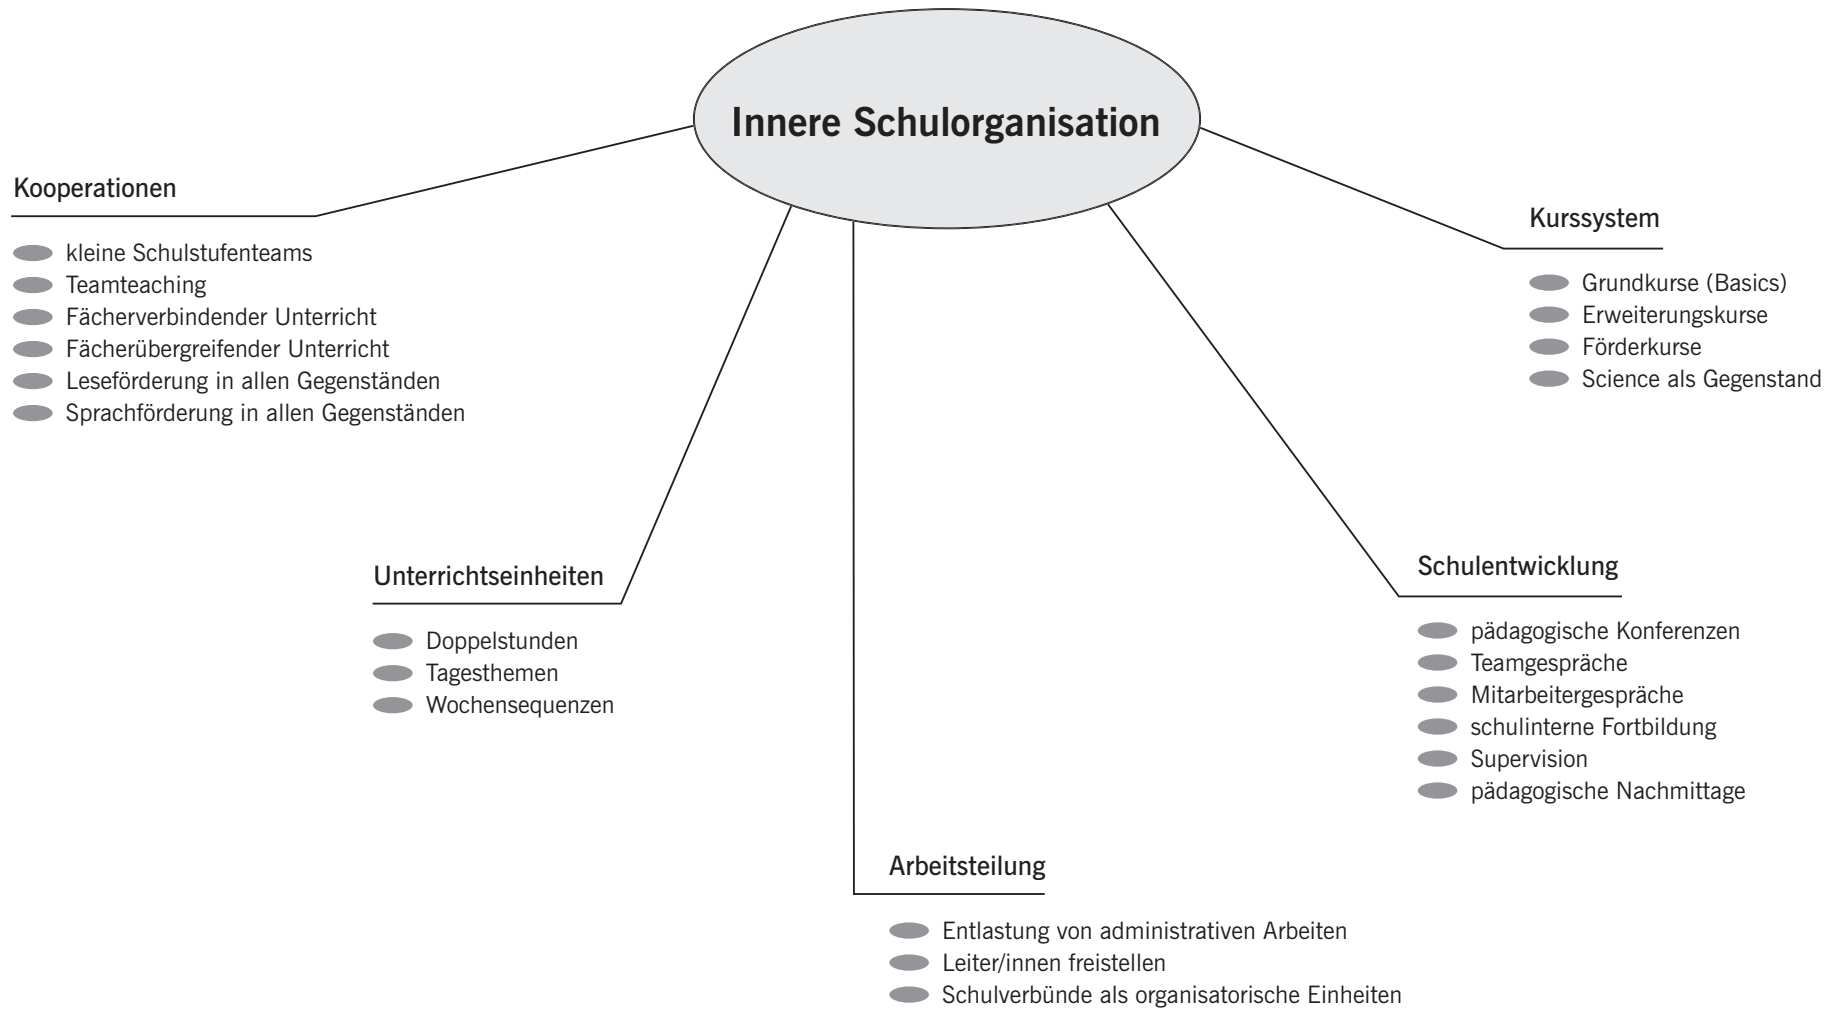 Innere Schulorganisation
Kooperationen
kleine Schulstufenteams
Teamteaching
Fächerverbindender Unterricht
Fächerübergreifender Unterricht
Leseförderung in allen Gegenständen
Sprachförderung in allen Gegenständen
Unterrichtseinheiten
Doppelstunden
Tagesthemen
Wochensequenzen
Arbeitsteilung
Entlastung von administrativen Arbeiten
Leiter/innen freistellen
Schulverbünde als organisatorische Einheiten
Schulentwicklung
pädagogische Konferenzen
Teamgespräche
Mitarbeitergespräche
schulinterne Fortbildung
Supervision
pädagogische Nachmittage
Kurssystem
Grundkurse (Basics)
Erweiterungskurse
Förderkurse
Science als Gegenstand